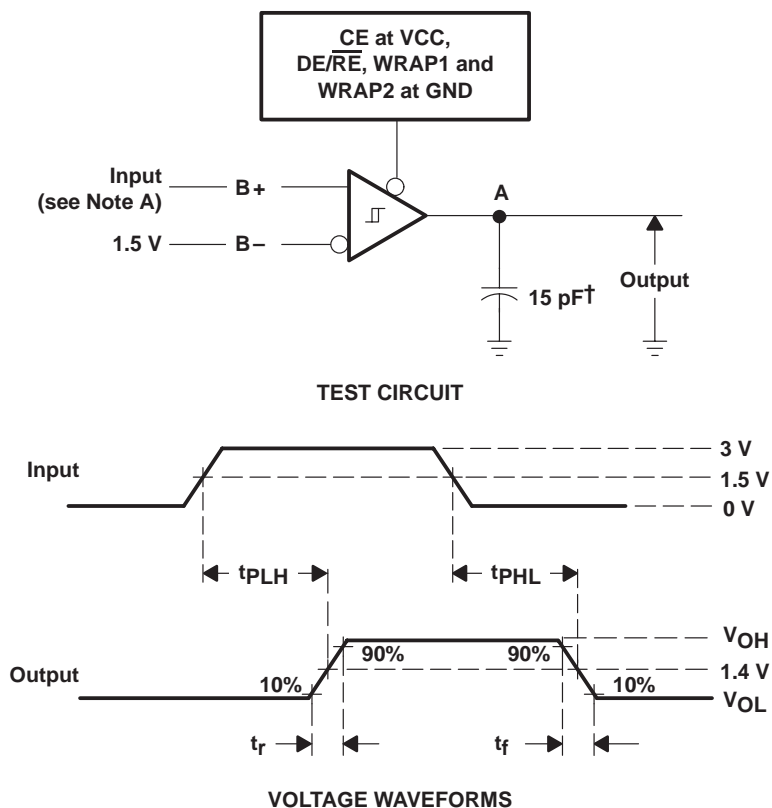 CE at VCC,
DE/R̅E̅, WRAP1 and
WRAP2 at GND
Input
(see Note A)
B+
A
1.5 V
B−
15 pF†
Output
TEST CIRCUIT
Input
3 V
1.5 V
0 V
tPLH
tPHL
Output
10%
90%
90%
10%
VOH
1.4 V
VOL
tr
tf
VOLTAGE WAVEFORMS